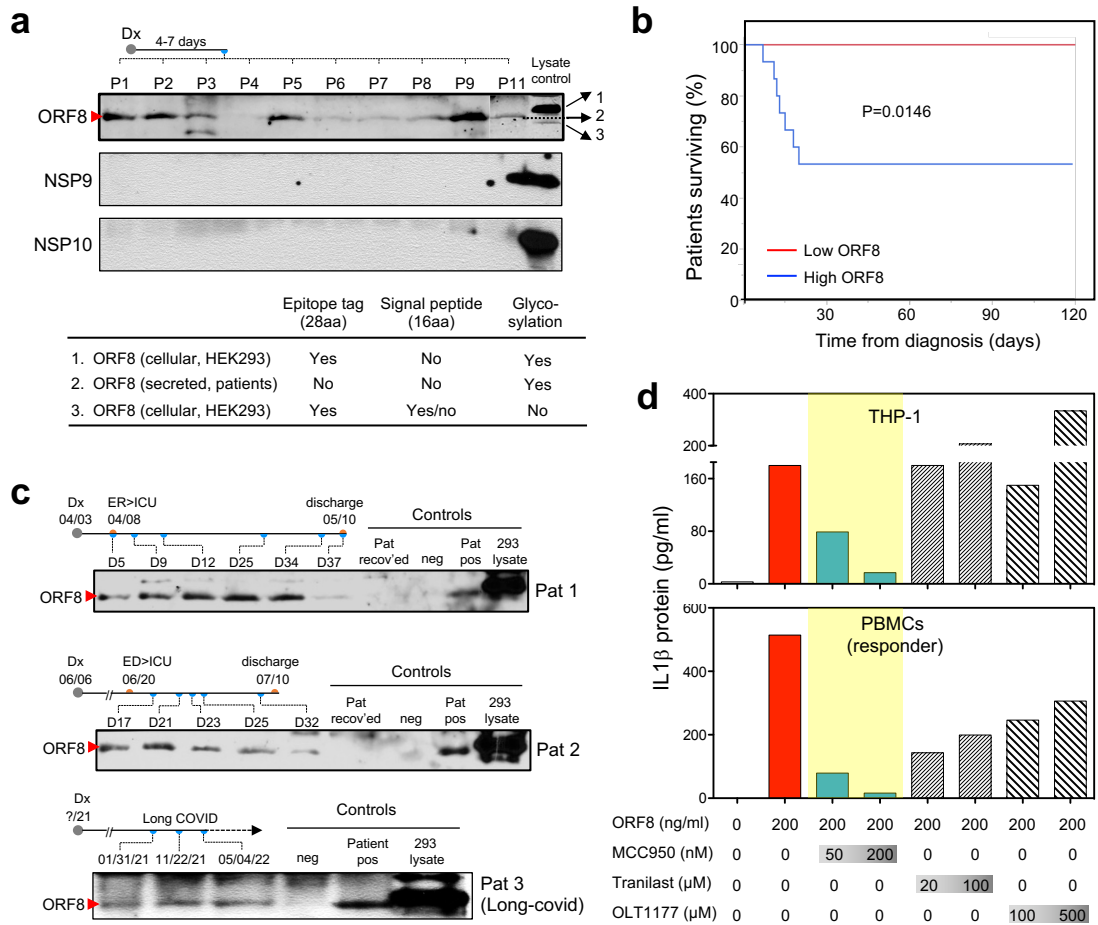 a
Dx
4-7 days
P1 P2 P3 P4 P5 P6 P7 P8 P9 P11 Lysate control
ORF8
1
2
3
NSP9
NSP10
Epitope tag (28aa) Signal peptide (16aa) Glyco-sylation
1. ORF8 (cellular, HEK293) Yes No Yes
2. ORF8 (secreted, patients) No No Yes
3. ORF8 (cellular, HEK293) Yes Yes/no No
b
Patients surviving (%)
100
80
60
40
20
0
P=0.0146
Low ORF8
High ORF8
30 60 90 120
Time from diagnosis (days)
c
Dx ER>ICU discharge
04/03 04/08 05/10
Controls
D5 D9 D12 D25 D34 D37 Pat rev'ed neg Pat pos 293 lysate
ORF8
Pat 1
Dx ED>ICU discharge
06/06 06/20 07/10
Controls
D17 D21 D23 D25 D32 Pat recov'ed neg Pat pos 293 lysate
ORF8
Pat 2
Dx
?/21
Long COVID
Controls
01/31/21 11/22/21 05/04/22 neg Patient pos 293 lysate
ORF8
Pat 3
(Long-covid)
d
IL1β protein (pg/ml)
400
200
160
80
0
THP-1
600
400
200
0
PBMCs
(responder)
ORF8 (ng/ml) 0 200 200 200 200 200 200 200
MCC950 (nM) 0 0 50 200 0 0 0 0
Tranilast (µM) 0 0 0 0 20 100 0 0
OLT1177 (µM) 0 0 0 0 0 0 100 500